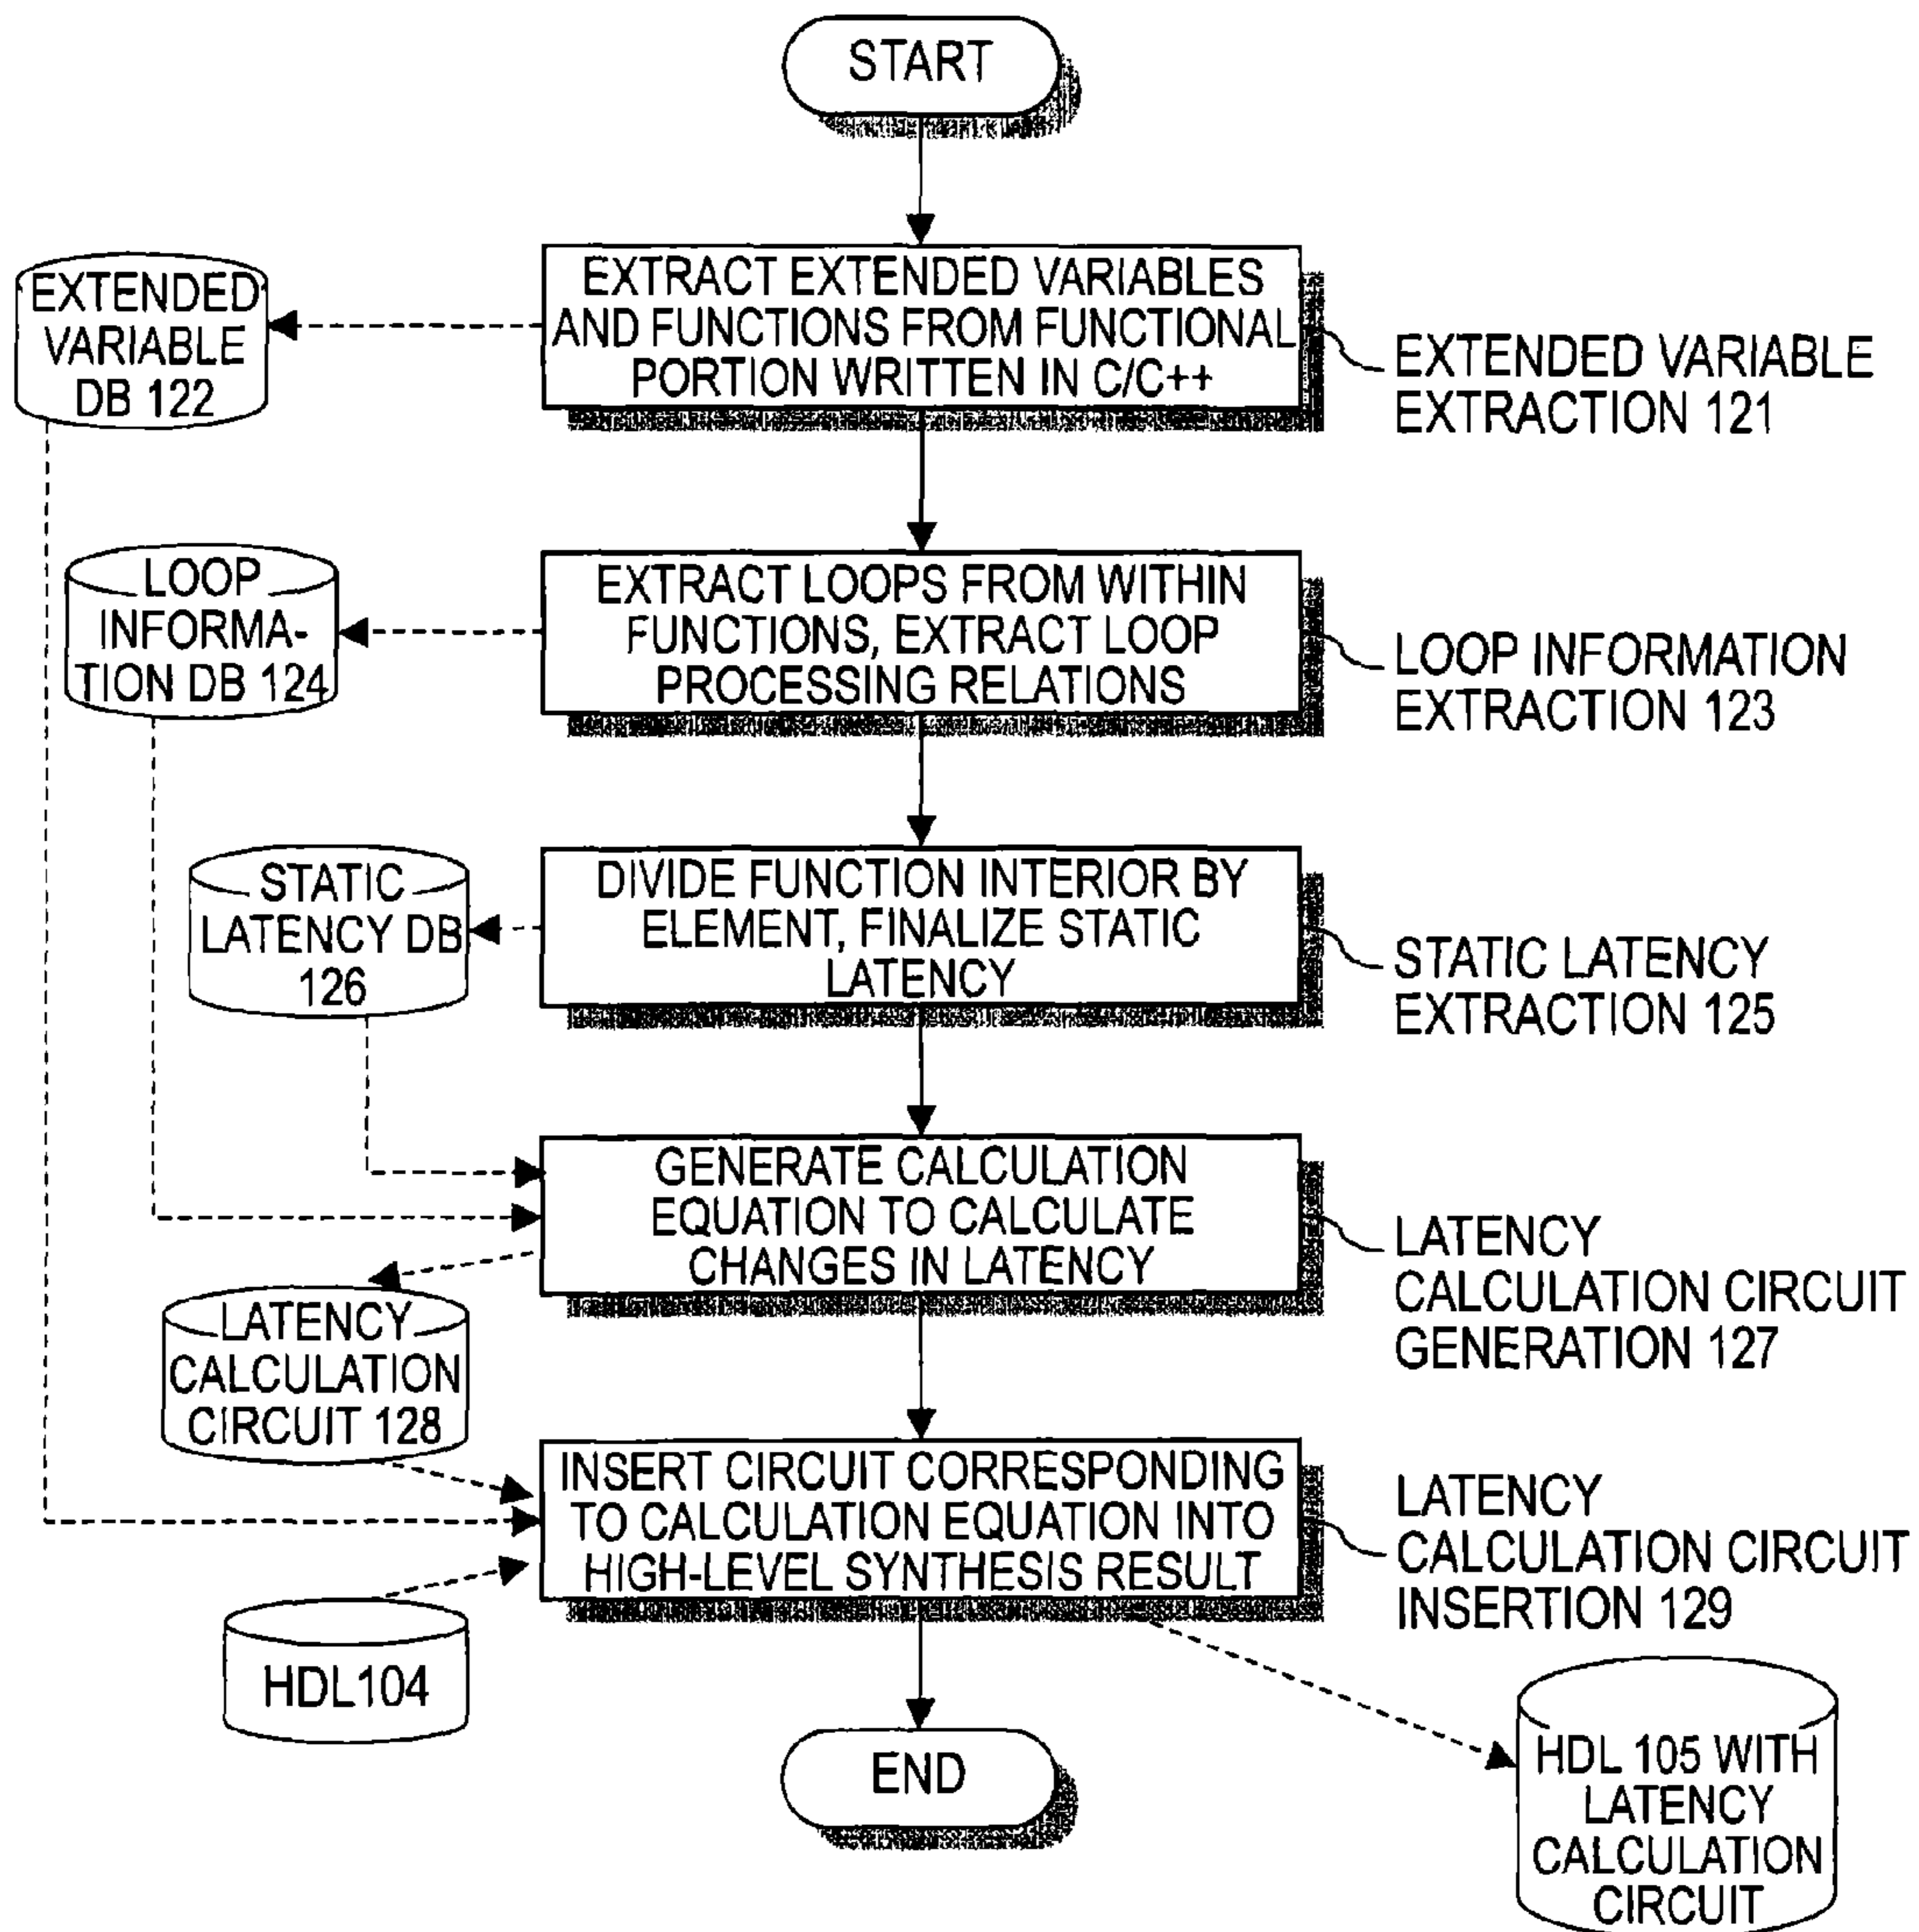 START
EXTENDED
VARIABLE
DB 122
EXTRACT EXTENDED VARIABLES
AND FUNCTIONS FROM FUNCTIONAL
PORTION WRITTEN IN C/C++
EXTENDED VARIABLE
EXTRACTION 121
LOOP
INFORMA-
TION DB 124
EXTRACT LOOPS FROM WITHIN
FUNCTIONS, EXTRACT LOOP
PROCESSING RELATIONS
LOOP INFORMATION
EXTRACTION 123
STATIC
LATENCY DB
126
DIVIDE FUNCTION INTERIOR BY
ELEMENT, FINALIZE STATIC
LATENCY
STATIC LATENCY
EXTRACTION 125
GENERATE CALCULATION
EQUATION TO CALCULATE
CHANGES IN LATENCY
LATENCY
CALCULATION CIRCUIT
GENERATION 127
LATENCY
CALCULATION
CIRCUIT 128
INSERT CIRCUIT CORRESPONDING
TO CALCULATION EQUATION INTO
HIGH-LEVEL SYNTHESIS RESULT
LATENCY
CALCULATION CIRCUIT
INSERTION 129
HDL104
END
HDL 105 WITH
LATENCY
CALCULATION
CIRCUIT